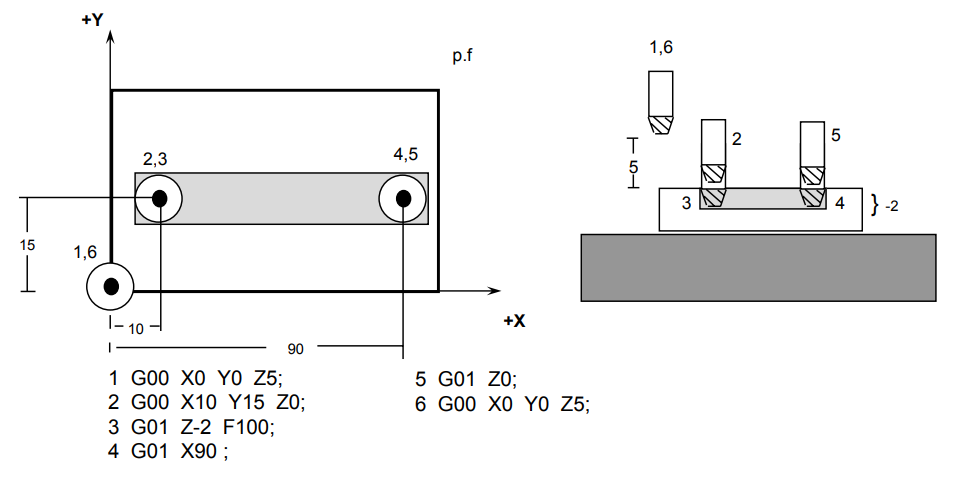 +Y
p.f
1,6
2
5
5
2,3
4,5
3
4
-2
15
1,6
10
+X
90
1 G00 X0 Y0 Z5;
2 G00 X10 Y15 Z0;
3 G01 Z-2 F100;
4 G01 X90 ;
5 G01 Z0;
6 G00 X0 Y0 Z5;